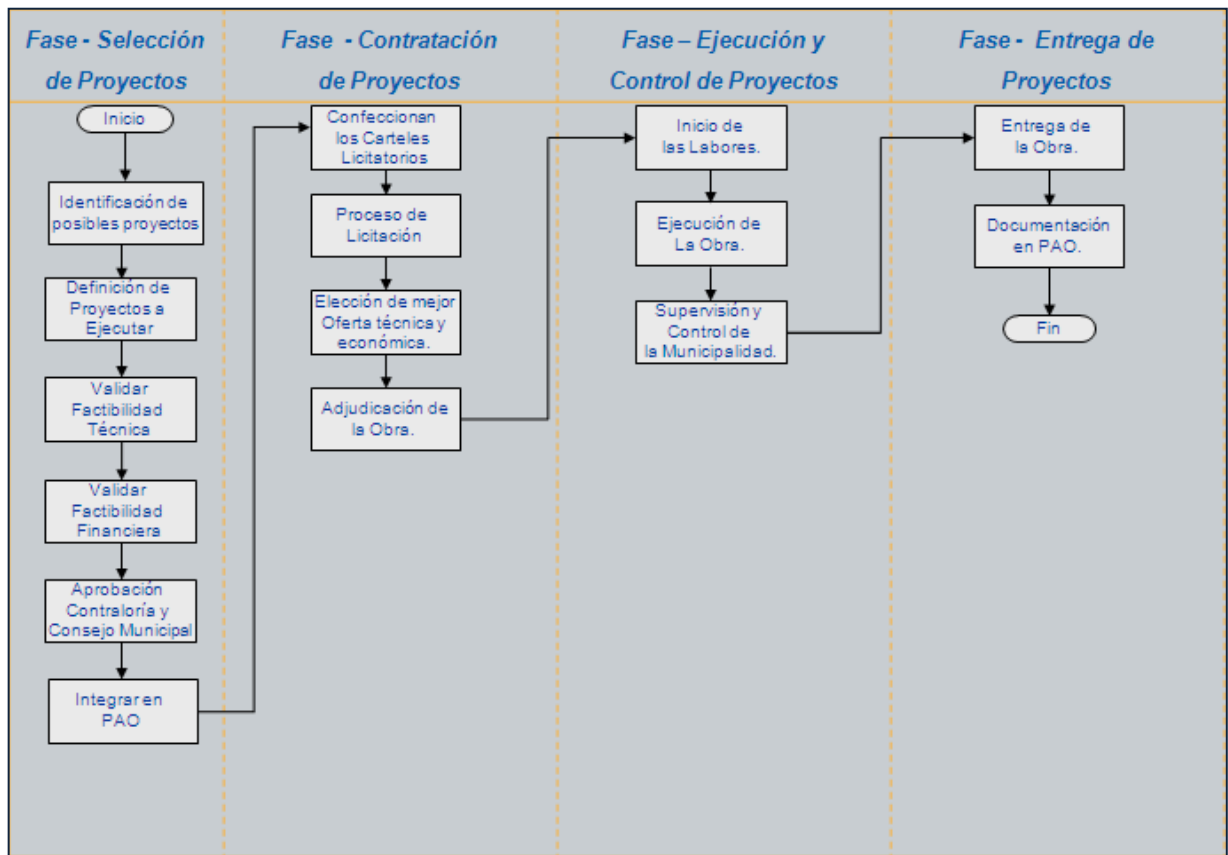 Fase - Selección
de Proyectos
Fase - Contratación
de Proyectos
Fase – Ejecución y
Control de Proyectos
Fase - Entrega de
Proyectos
Inicio
Identificación de
posibles proyectos
Definición de
Proyectos a
Ejecutar
Validar
Factibilidad
Técnica
Validar
Factibilidad
Financiera
Aprobación
Contraloría y
Consejo Municipal
Integrar en
PAO
Confeccionan
los Carteles
Licitatorios
Proceso de
Licitación
Elección de mejor
Oferta técnica y
económica.
Adjudicación de
la Obra.
Inicio de
las Labores.
Ejecución de
La Obra.
Supervisión y
Control de
la Municipalidad.
Entrega de
la Obra.
Documentación
en PAO.
Fin